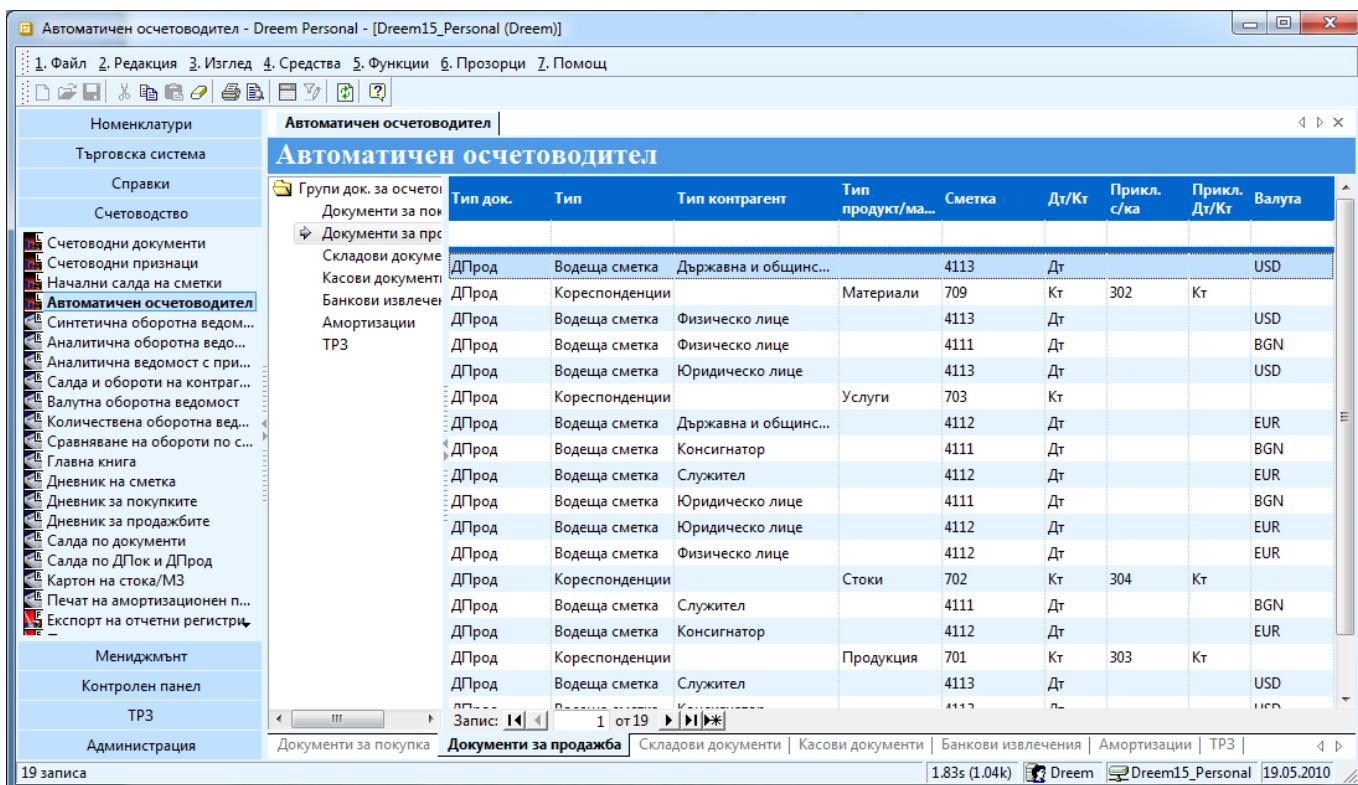 Автоматичен осчетоводител - Dreem Personal - [Dreem15_Personal (Dreem)]
1. Файл 2. Редакция 3. Изглед 4. Средства 5. Функции 6. Прозорци 7. Помощ
Номенклатури
Търговска система
Справки
Счетоводство
Счетоводни документи
Счетоводни признаци
Начални салда на сметки
Автоматичен осчетоводител
Синтетична оборотна ведом...
Аналитична оборотна ведо...
Аналитична ведомост с при...
Салда и обороти на контраг...
Валутна оборотна ведомост
Количествена оборотна вед...
Сравняване на обороти по с...
Главна книга
Дневник на сметка
Дневник за покупките
Дневник за продажбите
Салда по документи
Салда по ДПок и ДПрод
Картон на стока/МЗ
Печат на амортизационен п...
Експорт на отчетни регистри
Мениджмънт
Контролен панел
ТРЗ
Администрация
Автоматичен осчетоводител
Автоматичен осчетоводител
Групи док. за осчето
Документи за пок
Документи за про
Складови докуме
Касови документи
Банкови извлечен
Амортизации
ТРЗ
Тип док. Тип Тип контрагент Тип продукт/ма... Сметка Дт/Кт Прикл. с/ка Прикл. Дт/Кт Валута
ДПрод Водеща сметка Държавна и общинс... 4113 Дт USD
ДПрод Кореспонденции Материали 709 Кт 302 Кт
ДПрод Водеща сметка Физическо лице 4113 Дт USD
ДПрод Водеща сметка Физическо лице 4111 Дт BGN
ДПрод Водеща сметка Юридическо лице 4113 Дт USD
ДПрод Кореспонденции Услуги 703 Кт
ДПрод Водеща сметка Държавна и общинс... 4112 Дт EUR
ДПрод Водеща сметка Консигнатор 4111 Дт BGN
ДПрод Водеща сметка Служител 4112 Дт EUR
ДПрод Водеща сметка Юридическо лице 4111 Дт BGN
ДПрод Водеща сметка Юридическо лице 4112 Дт EUR
ДПрод Водеща сметка Физическо лице 4112 Дт EUR
ДПрод Кореспонденции Стоки 702 Кт 304 Кт
ДПрод Водеща сметка Служител 4111 Дт BGN
ДПрод Водеща сметка Консигнатор 4112 Дт EUR
ДПрод Кореспонденции Продукция 701 Кт 303 Кт
ДПрод Водеща сметка Служител 4113 Дт USD
Запис: 1 от 19
Документи за покупка Документи за продажба Складови документи Касови документи Банкови извлечения Амортизации ТРЗ
19 записа 1.83s (1.04k) Dreem Dreem15_Personal 19.05.2010